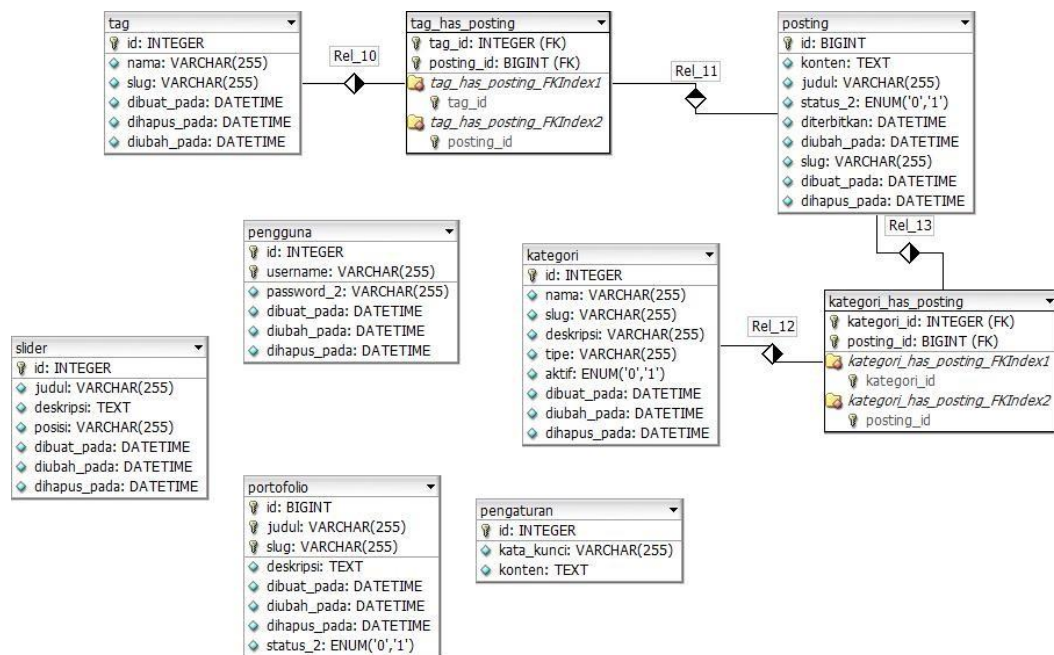 tag
id: INTEGER
nama: VARCHAR(255)
slug: VARCHAR(255)
dibuat_pada: DATETIME
dihapus_pada: DATETIME
diubah_pada: DATETIME
Rel_10
tag_has_posting
tag_id: INTEGER (FK)
posting_id: BIGINT (FK)
tag_has_posting_FKIndex1
tag_id
tag_has_posting_FKIndex2
posting_id
Rel_11
posting
id: BIGINT
konten: TEXT
judul: VARCHAR(255)
status_2: ENUM('0','1')
diterbitkan: DATETIME
diubah_pada: DATETIME
slug: VARCHAR(255)
dibuat_pada: DATETIME
dihapus_pada: DATETIME
Rel_13
pengguna
id: INTEGER
username: VARCHAR(255)
password_2: VARCHAR(255)
dibuat_pada: DATETIME
diubah_pada: DATETIME
dihapus_pada: DATETIME
kategori
id: INTEGER
nama: VARCHAR(255)
slug: VARCHAR(255)
deskripsi: VARCHAR(255)
tipe: VARCHAR(255)
aktif: ENUM('0','1')
dibuat_pada: DATETIME
diubah_pada: DATETIME
dihapus_pada: DATETIME
Rel_12
kategori_has_posting
kategori_id: INTEGER (FK)
posting_id: BIGINT (FK)
kategori_has_posting_FKIndex1
kategori_id
kategori_has_posting_FKIndex2
posting_id
slider
id: INTEGER
judul: VARCHAR(255)
deskripsi: TEXT
posisi: VARCHAR(255)
dibuat_pada: DATETIME
diubah_pada: DATETIME
dihapus_pada: DATETIME
portofolio
id: BIGINT
judul: VARCHAR(255)
slug: VARCHAR(255)
deskripsi: TEXT
dibuat_pada: DATETIME
diubah_pada: DATETIME
dihapus_pada: DATETIME
status_2: ENUM('0','1')
pengaturan
id: INTEGER
kata_kunci: VARCHAR(255)
konten: TEXT